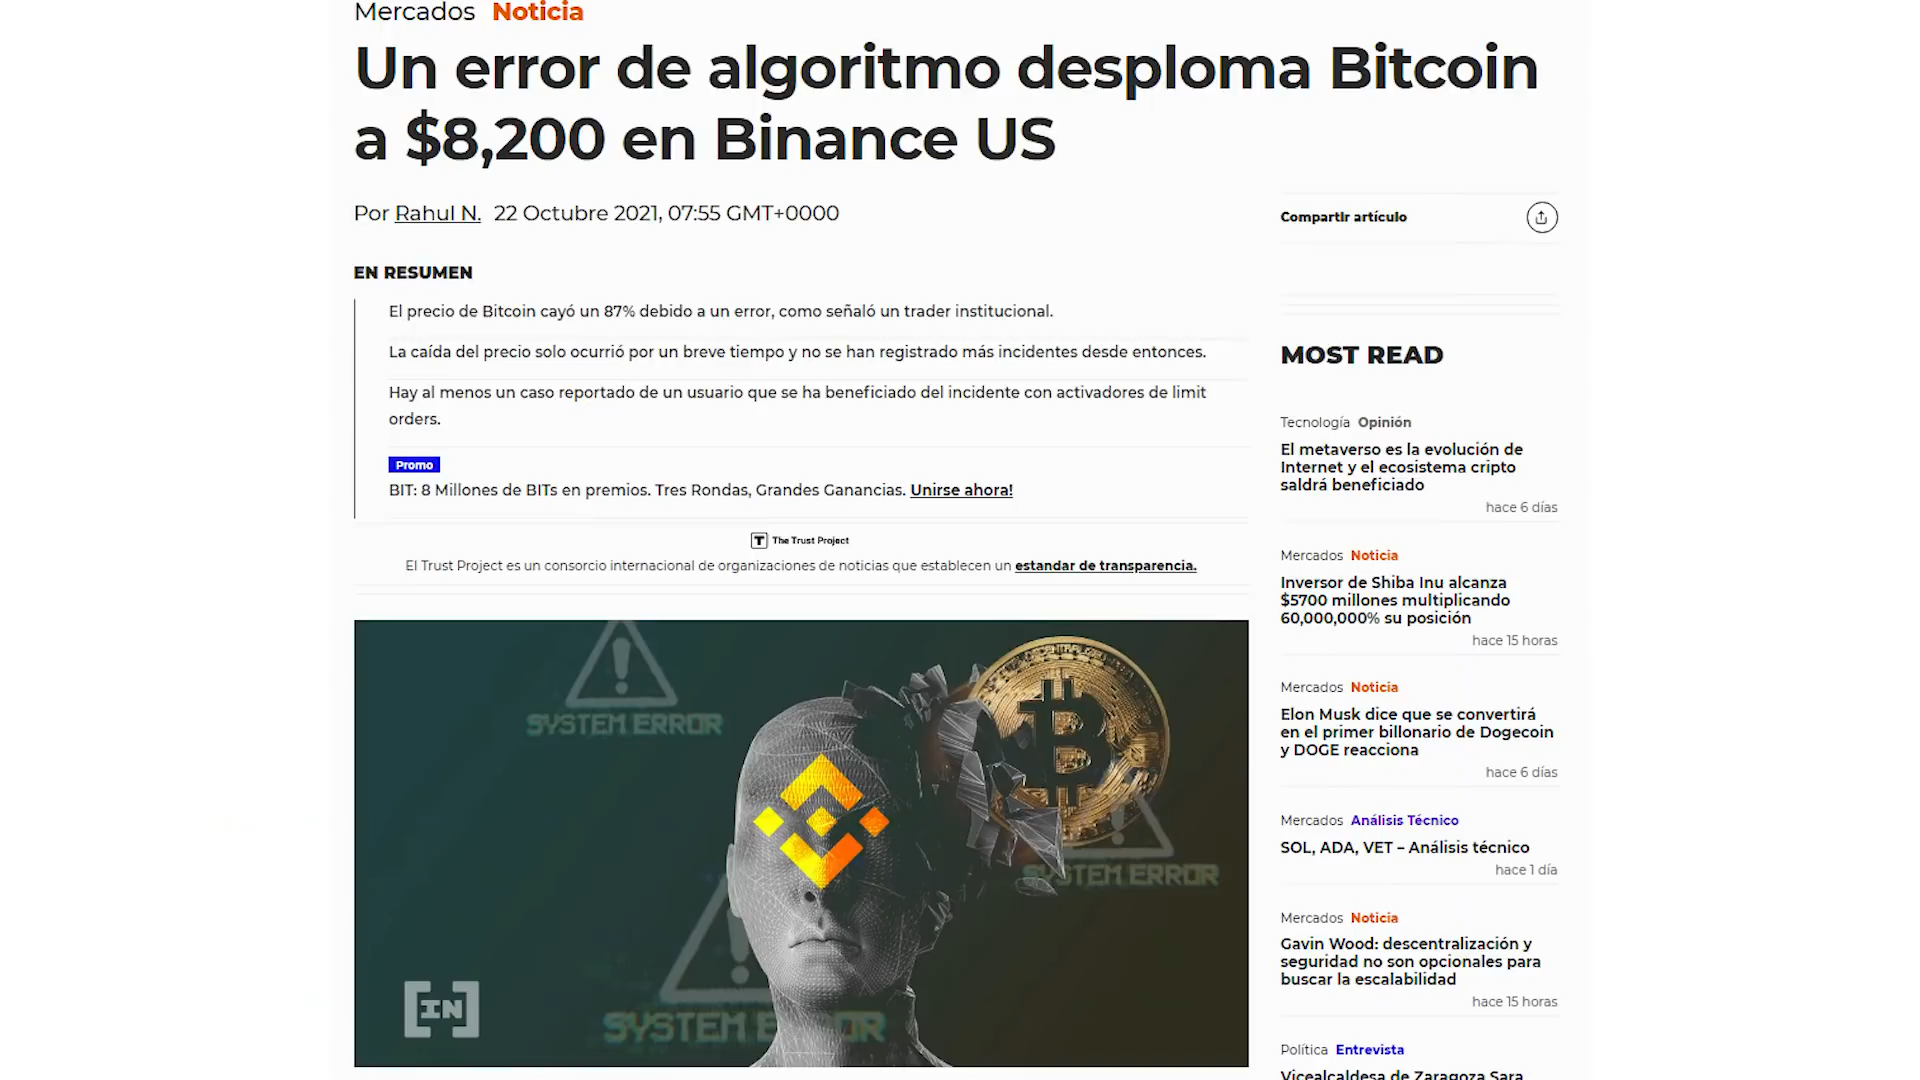 Mercados Noticia
Un error de algoritmo desploma Bitcoin
a $8,200 en Binance US
Por Rahul N. 22 Octubre 2021, 07:55 GMT+0000
EN RESUMEN
El precio de Bitcoin cayó un 87% debido a un error, como señaló un trader institucional.
La caída del precio solo ocurrió por un breve tiempo y no se han registrado más incidentes desde entonces.
Hay al menos un caso reportado de un usuario que se ha beneficiado del incidente con activadores de limit
orders.
Promo
BIT: 8 Millones de BITs en premios. Tres Rondas, Grandes Ganancias. Unirse ahora!
T The Trust Project
El Trust Project es un consorcio internacional de organizaciones de noticias que establecen un estandar de transparencia.
SYSTEM ERROR
SYSTEM ERROR
SYSTEM ERROR
[IN]
Compartir artículo
MOST READ
Tecnología Opinión
El metaverso es la evolución de
Internet y el ecosistema cripto
saldrá beneficiado
hace 6 días
Mercados Noticia
Inversor de Shiba Inu alcanza
$5700 millones multiplicando
60,000,000% su posición
hace 15 horas
Mercados Noticia
Elon Musk dice que se convertirá
en el primer billonario de Dogecoin
y DOGE reacciona
hace 6 días
Mercados Análisis Técnico
SOL, ADA, VET – Análisis técnico
hace 1 día
Mercados Noticia
Gavin Wood: descentralización y
seguridad no son opcionales para
buscar la escalabilidad
hace 15 horas
Política Entrevista
Vicealcaldesa de Zaragoza Sara